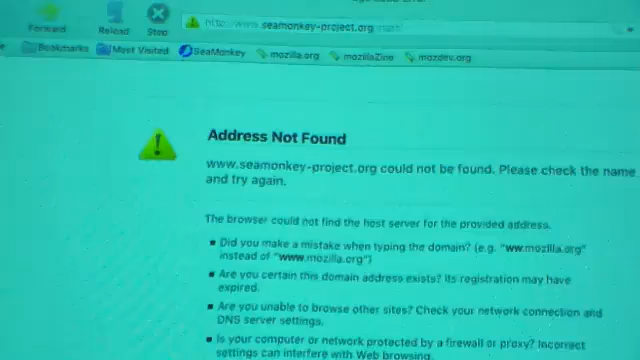 Forward Reload Stop http://www.seamonkey-project.org/start/
Bookmarks Most Visited SeaMonkey mozilla.org mozillaZine mozdev.org
Address Not Found
www.seamonkey-project.org could not be found. Please check the name
and try again.
The browser could not find the host server for the provided address.
▪ Did you make a mistake when typing the domain? (e.g. "ww.mozilla.org"
instead of "www.mozilla.org")
▪ Are you certain this domain address exists? Its registration may have
expired.
▪ Are you unable to browse other sites? Check your network connection and
DNS server settings.
▪ Is your computer or network protected by a firewall or proxy? Incorrect
settings can interfere with Web browsing.